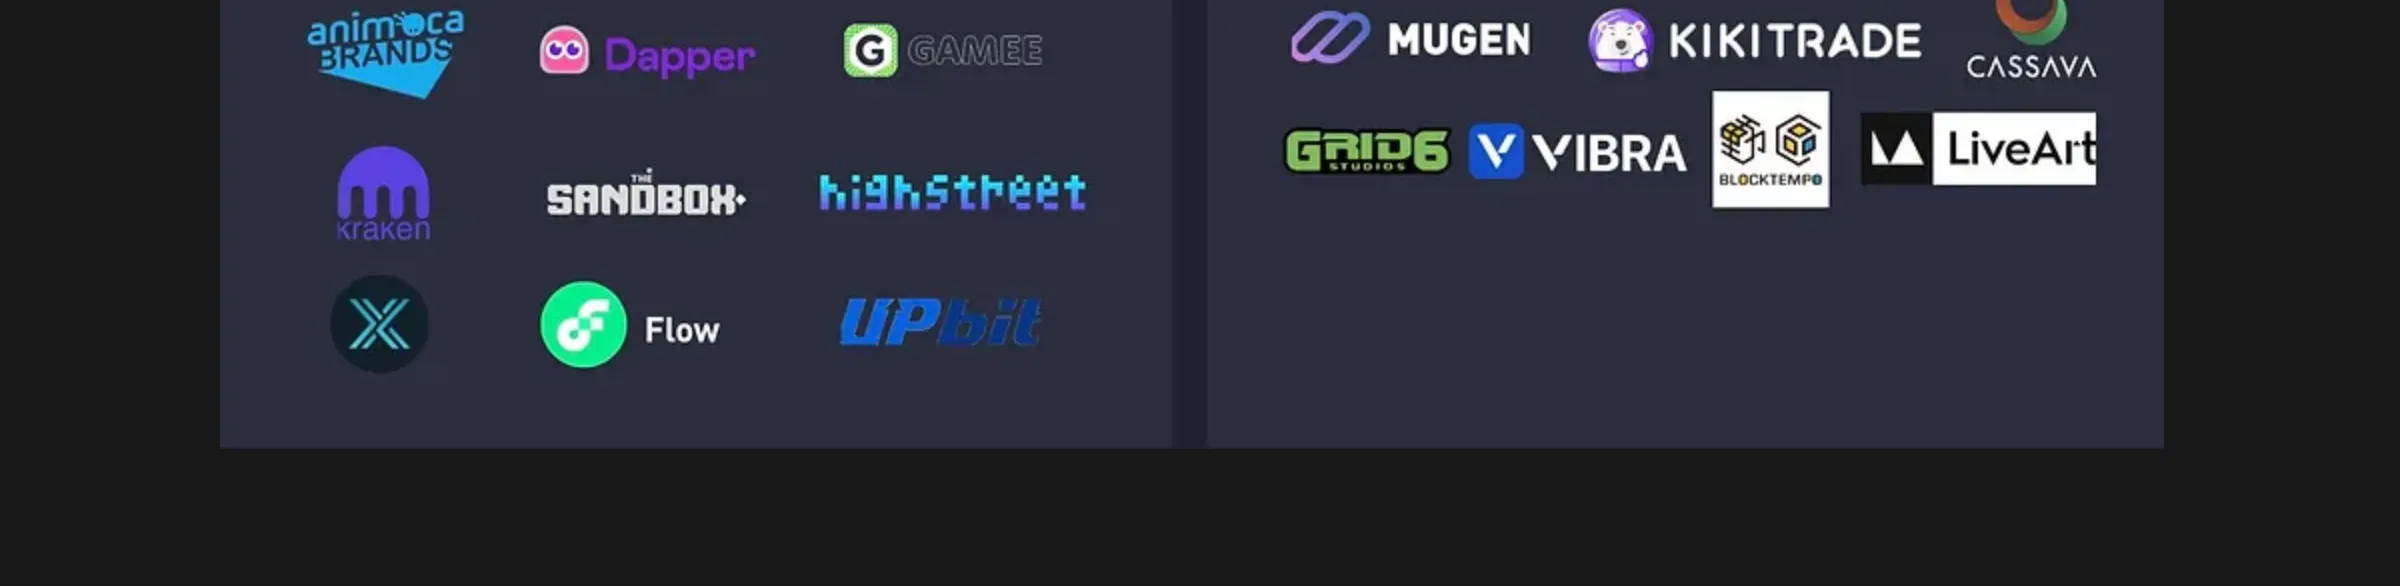 animoca
BRANDS
Dapper
GAMEE
kraken
THE
SANDBOX
highstreet
Flow
UPbit
MUGEN
KIKITRADE
CASSAVA
GRID6
STUDIOS
VIBRA
BLOCKTEMPO
LiveArt